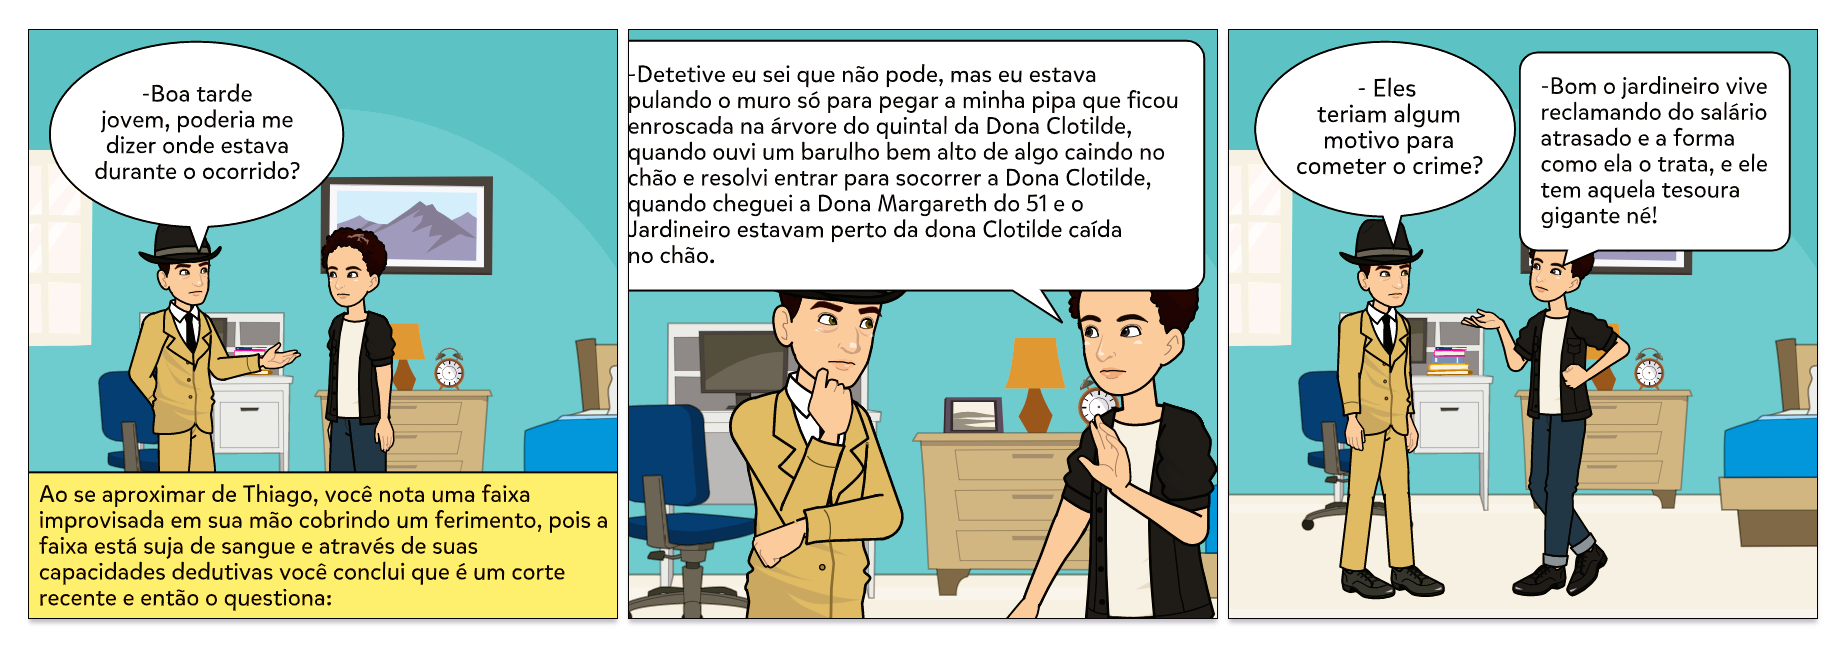 -Boa tarde
jovem, poderia me
dizer onde estava
durante o ocorrido?
Ao se aproximar de Thiago, você nota uma faixa
improvisada em sua mão cobrindo um ferimento, pois a
faixa está suja de sangue e através de suas
capacidades dedutivas você conclui que é um corte
recente e então o questiona:
-Detetive eu sei que não pode, mas eu estava
pulando o muro só para pegar a minha pipa que ficou
enroscada na árvore do quintal da Dona Clotilde,
quando ouvi um barulho bem alto de algo caindo no
chão e resolvi entrar para socorrer a Dona Clotilde,
quando cheguei a Dona Margareth do 51 e o
Jardineiro estavam perto da dona Clotilde caída
no chão.
- Eles
teriam algum
motivo para
cometer o crime?
-Bom o jardineiro vive
reclamando do salário
atrasado e a forma
como ela o trata, e ele
tem aquela tesoura
gigante né!